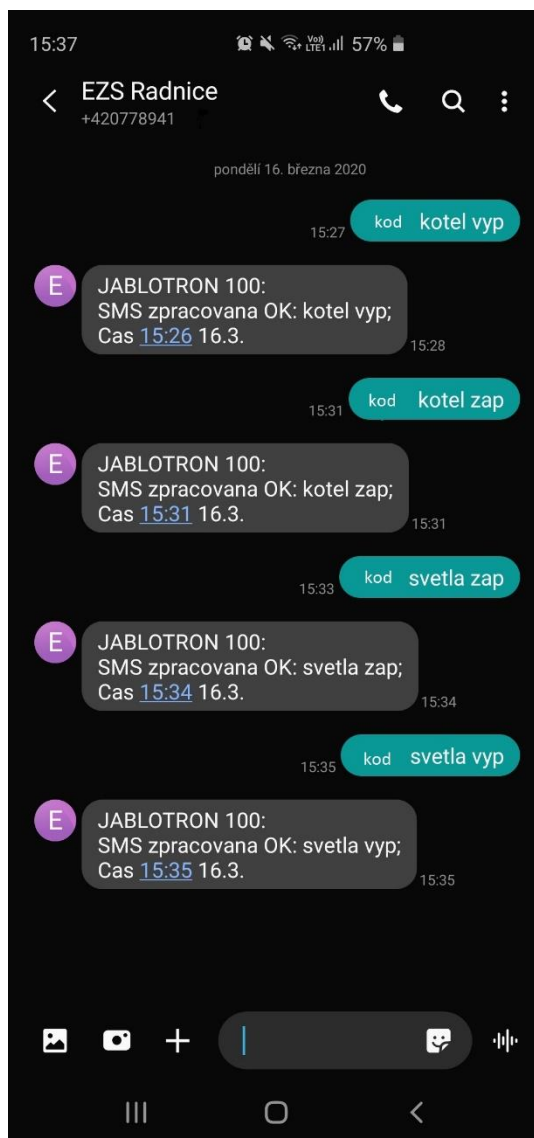 15:37 Vo)) LTE1 57%
EZS Radnice
+420778941
pondělí 16. března 2020
kod kotel vyp
15:27
E
JABLOTRON 100:
SMS zpracovana OK: kotel vyp;
Cas 15:26 16.3.
15:28
kod kotel zap
15:31
E
JABLOTRON 100:
SMS zpracovana OK: kotel zap;
Cas 15:31 16.3.
15:31
kod svetla zap
15:33
E
JABLOTRON 100:
SMS zpracovana OK: svetla zap;
Cas 15:34 16.3.
15:34
kod svetla vyp
15:35
E
JABLOTRON 100:
SMS zpracovana OK: svetla vyp;
Cas 15:35 16.3.
15:35